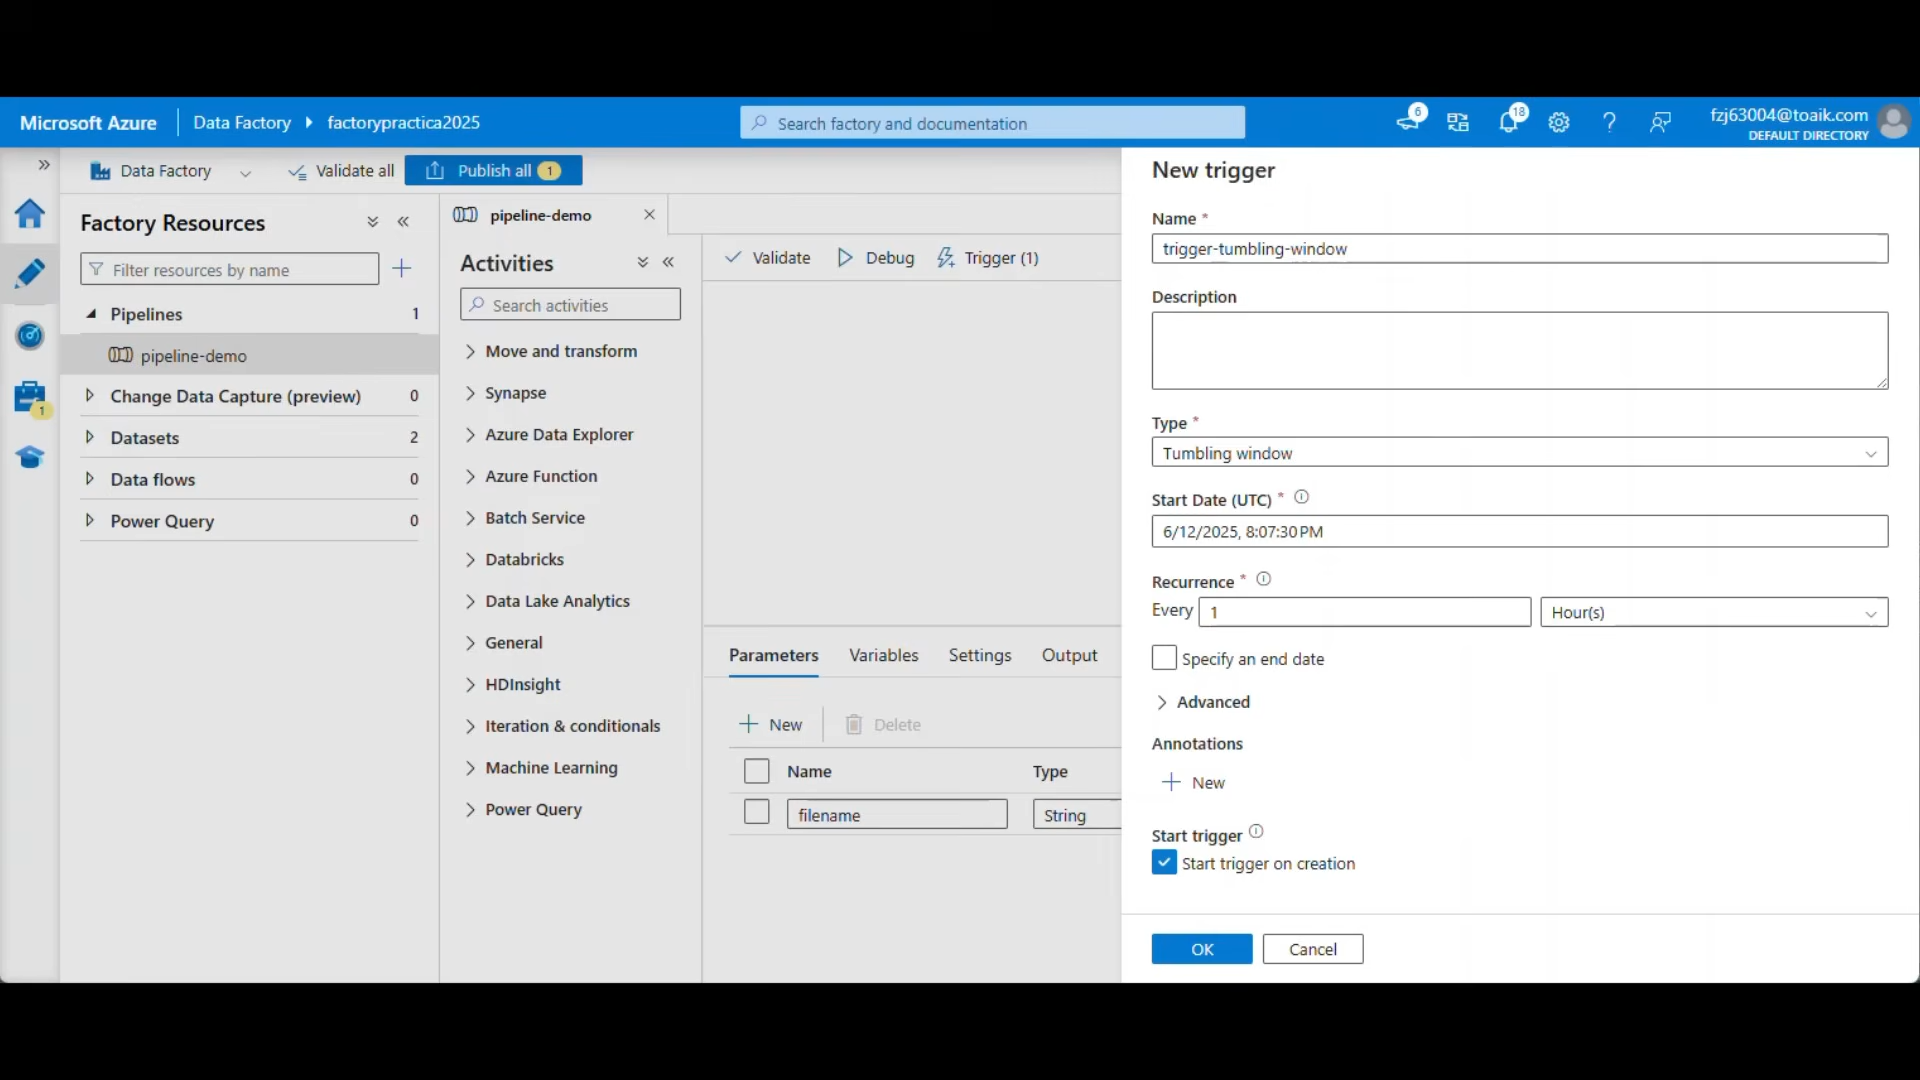 Microsoft Azure
Data Factory
factorypractica2025
Search factory and documentation
6
18
fzj63004@toaik.com
DEFAULT DIRECTORY
Data Factory
Validate all
Publish all
1
Factory Resources
Filter resources by name
Pipelines
1
pipeline-demo
Change Data Capture (preview)
0
Datasets
2
Data flows
0
Power Query
0
1
pipeline-demo
Activities
Search activities
Move and transform
Synapse
Azure Data Explorer
Azure Function
Batch Service
Databricks
Data Lake Analytics
General
HDInsight
Iteration & conditionals
Machine Learning
Power Query
Validate
Debug
Trigger (1)
Parameters
Variables
Settings
Output
New
Delete
Name
Type
filename
String
New trigger
Name *
trigger-tumbling-window
Description
Type *
Tumbling window
Start Date (UTC) *
6/12/2025, 8:07:30 PM
Recurrence *
Every
1
Hour(s)
Specify an end date
Advanced
Annotations
New
Start trigger
Start trigger on creation
OK
Cancel